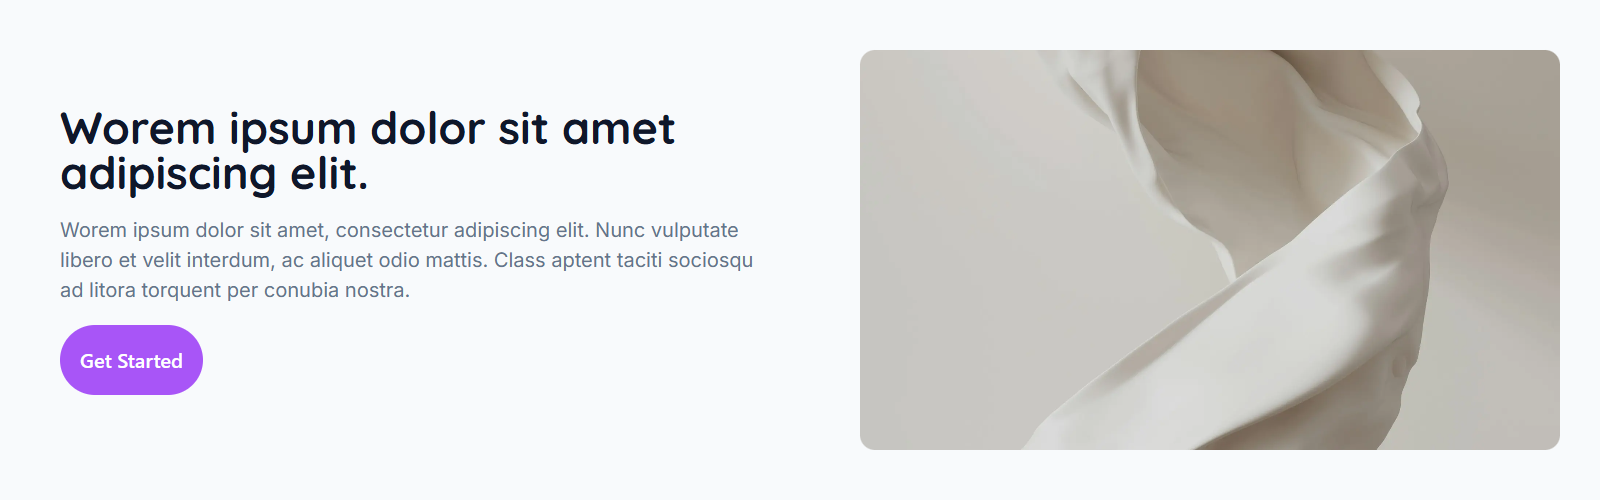 Worem ipsum dolor sit amet
adipiscing elit.
Worem ipsum dolor sit amet, consectetur adipiscing elit. Nunc vulputate
libero et velit interdum, ac aliquet odio mattis. Class aptent taciti sociosqu
ad litora torquent per conubia nostra.
Get Started